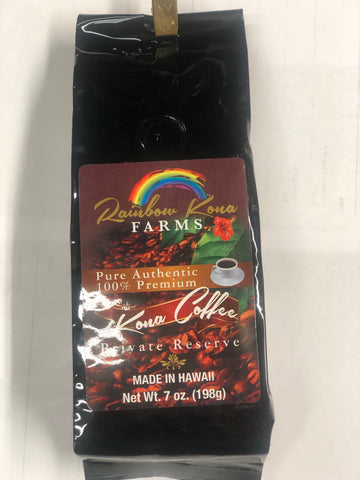 Rainbow Kona
FARMS
Pure Authentic
100% Premium
Kona Coffee
Private Reserve
MADE IN HAWAII
Net Wt. 7 oz. (198g)